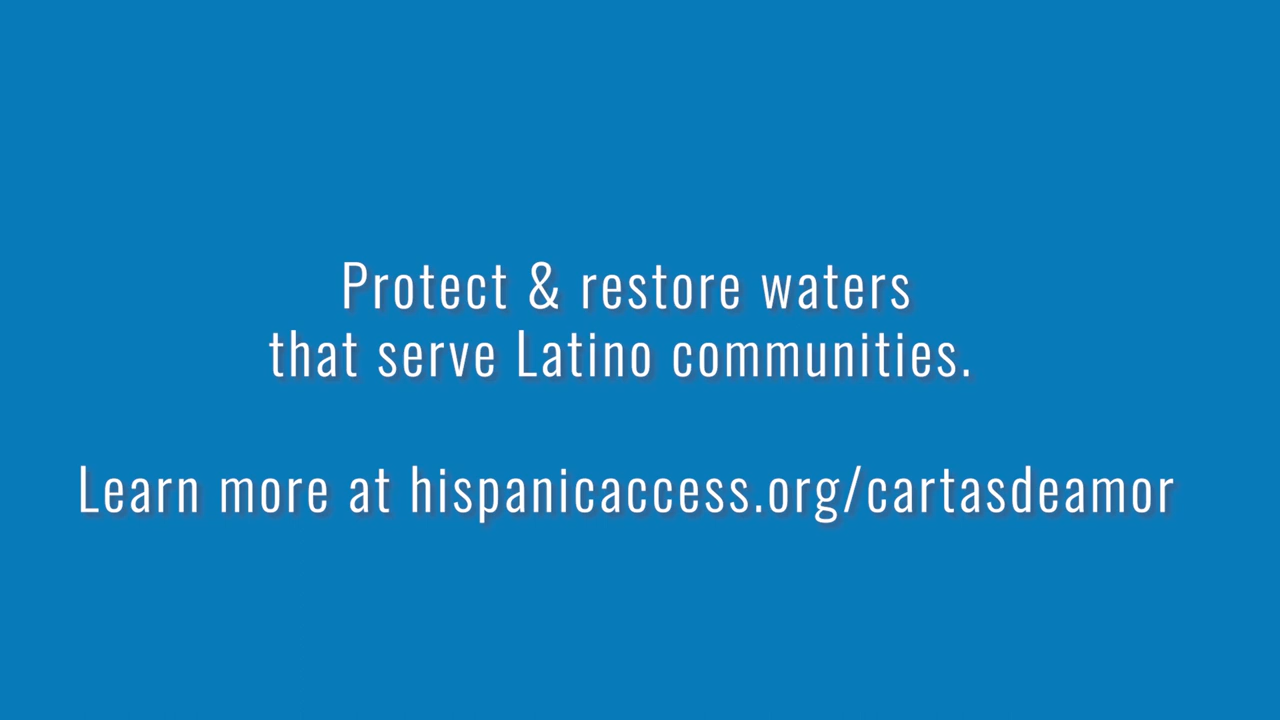 Protect & restore waters
that serve Latino communities.
Learn more at hispanicaccess.org/cartasdeamor